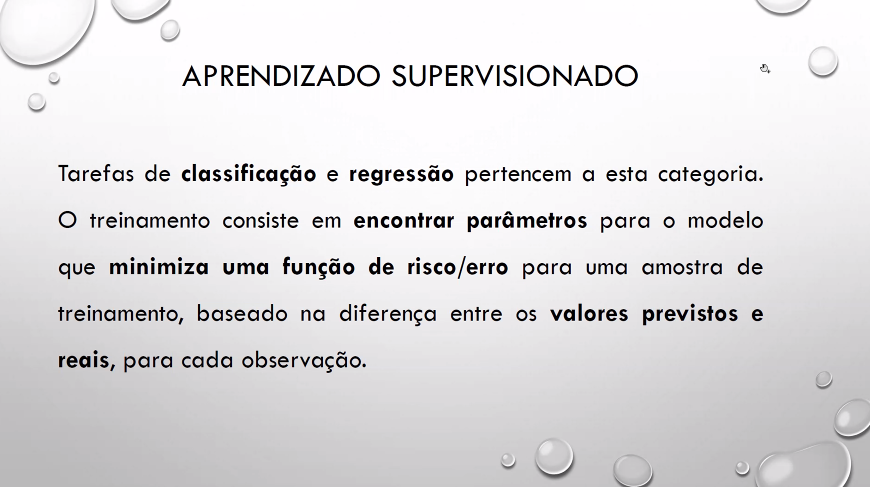 APRENDIZADO SUPERVISIONADO
Tarefas de classificação e regressão pertencem a esta categoria.
O treinamento consiste em encontrar parâmetros para o modelo
que minimiza uma função de risco/erro para uma amostra de
treinamento, baseado na diferença entre os valores previstos e
reais, para cada observação.